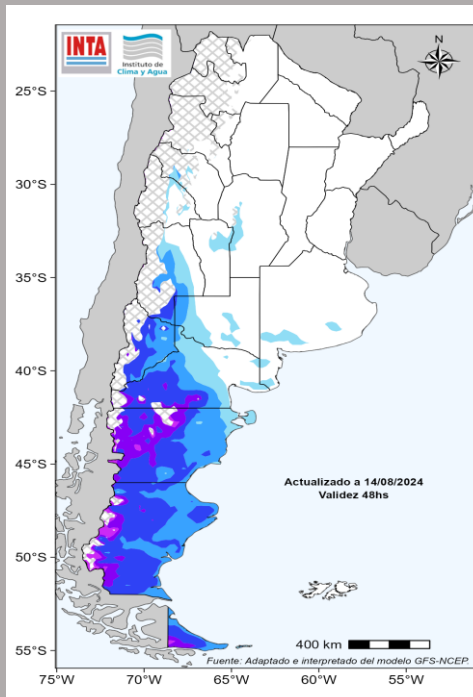 INTA
Instituto de
Clima y Agua
N
25°S
30°S
35°S
40°S
45°S
50°S
55°S
Actualizado a 14/08/2024
Validez 48hs
400 km
Fuente: Adaptado e interpretado del modelo GFS-NCEP.
75°W
70°W
65°W
60°W
55°W